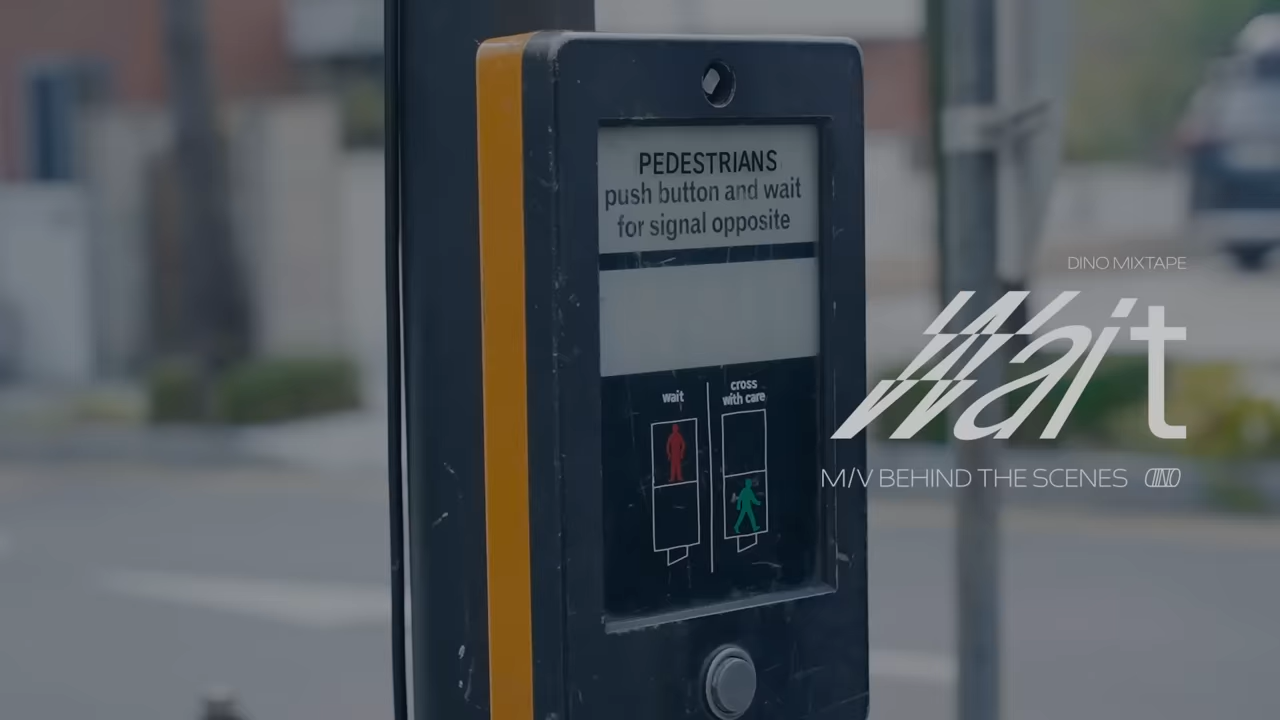 PEDESTRIANS
push button and wait
for signal opposite
wait
cross
with care
DINO MIXTAPE
Wait
M/V BEHIND THE SCENES DINO